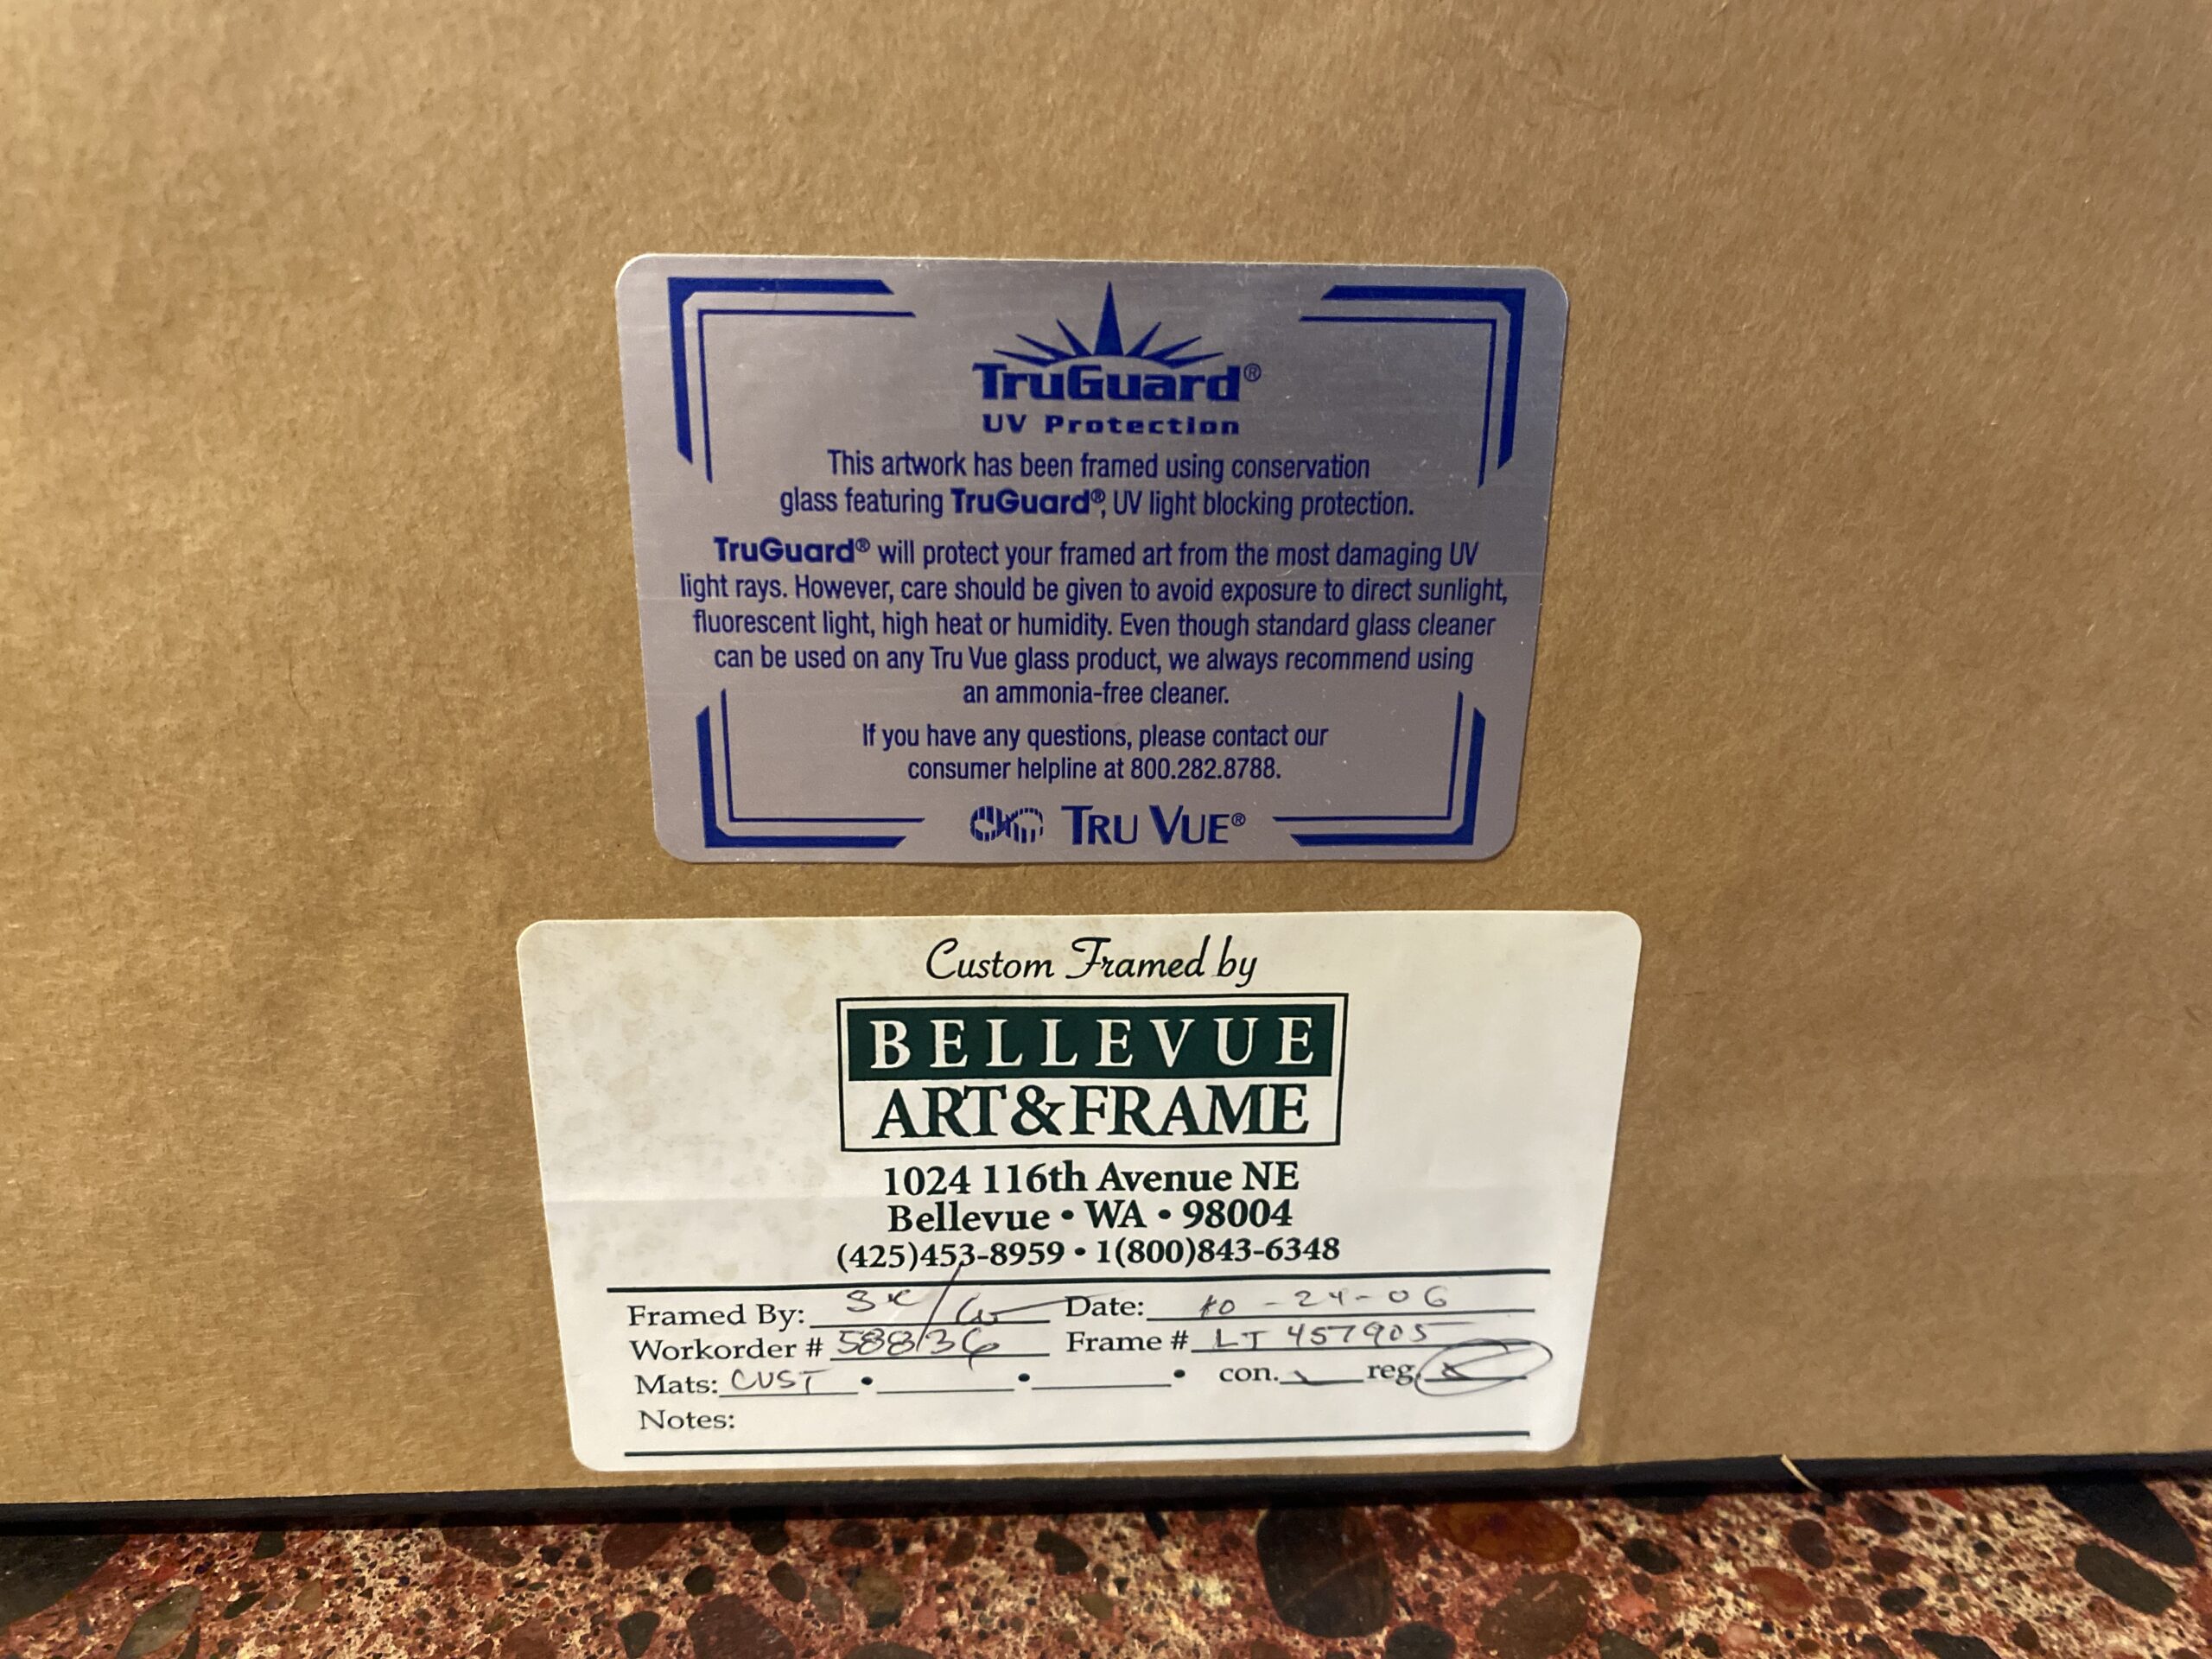 TruGuard®
UV Protection
This artwork has been framed using conservation
glass featuring TruGuard®, UV light blocking protection.
TruGuard® will protect your framed art from the most damaging UV
light rays. However, care should be given to avoid exposure to direct sunlight,
fluorescent light, high heat or humidity. Even though standard glass cleaner
can be used on any Tru Vue glass product, we always recommend using
an ammonia-free cleaner.
If you have any questions, please contact our
consumer helpline at 800.282.8788.
TRU VUE®
Custom Framed by
BELLEVUE
ART&FRAME
1024 116th Avenue NE
Bellevue • WA • 98004
(425)453-8959 • 1(800)843-6348
Framed By: Date: 10-24-06
Workorder # 58836 Frame # LT 457905
Mats: CUST • • • con. reg.
Notes: